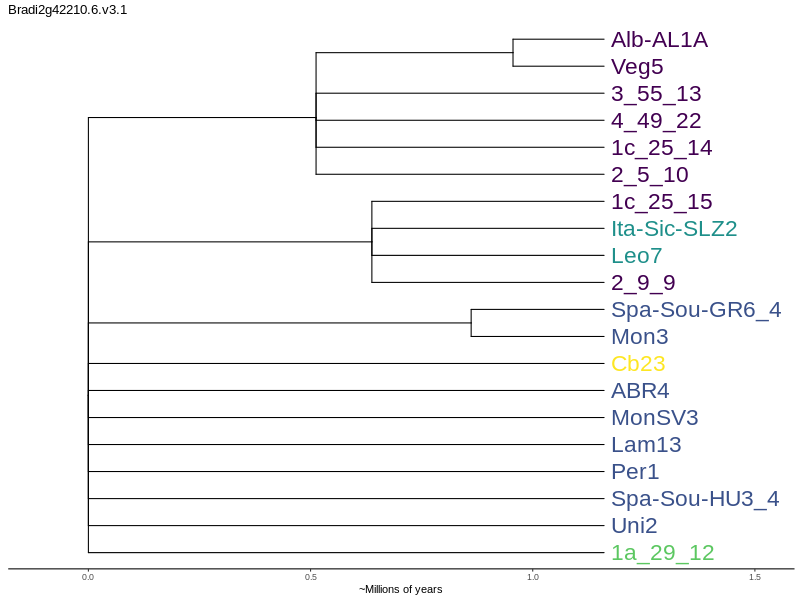 Bradi2g42210.6.v3.1
Alb-AL1A
Veg5
3_55_13
4_49_22
1c_25_14
2_5_10
1c_25_15
Ita-Sic-SLZ2
Leo7
2_9_9
Spa-Sou-GR6_4
Mon3
Cb23
ABR4
MonSV3
Lam13
Per1
Spa-Sou-HU3_4
Uni2
1a_29_12
0.0 0.5 1.0 1.5
~Millions of years